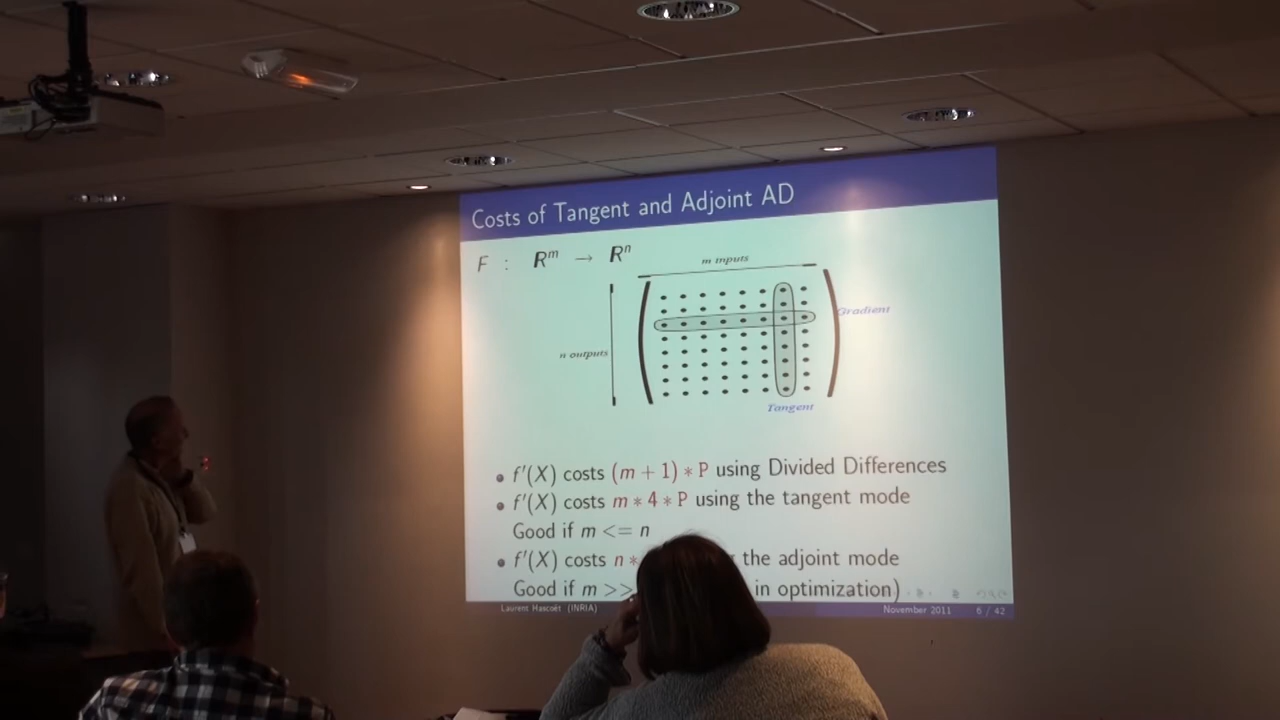 Costs of Tangent and Adjoint AD
F : Rᵐ → Rⁿ
m inputs
Gradient
n outputs
Tangent
f'(X) costs (m + 1) * P using Divided Differences
f'(X) costs m * 4 * P using the tangent mode
Good if m <= n
f'(X) costs n * the adjoint mode
Good if m >> in optimization)
Laurent Hascoët (INRIA) November 2011 6 / 42